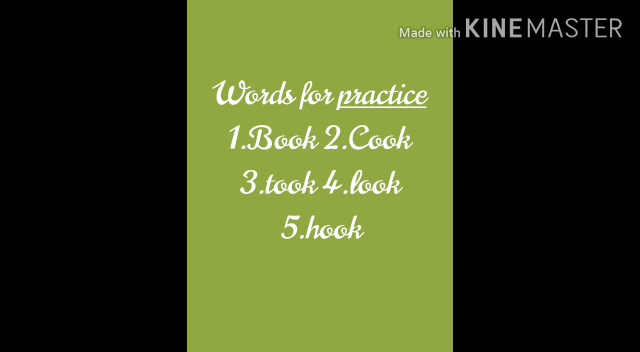 Made with KINEMASTER
Words for practice
1.Book 2.Cook
3.took 4.look
5.hook